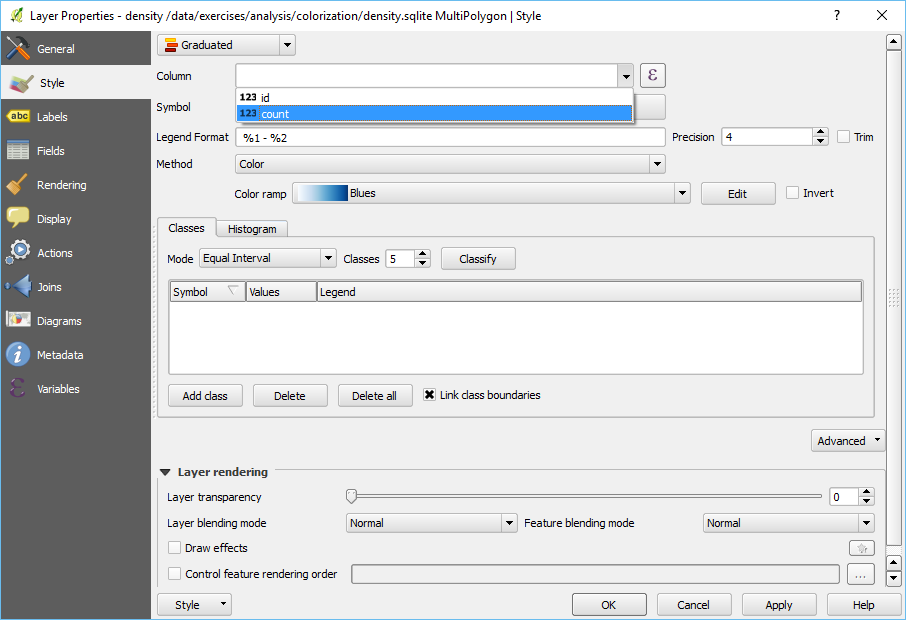 Layer Properties - density /data/exercises/analysis/colorization/density.sqlite MultiPolygon | Style
?
General
Style
Labels
abc
Fields
Rendering
Display
Actions
Joins
Diagrams
Metadata
Variables
Graduated
Column
ε
123 id
123 count
Symbol
Legend Format %1 - %2 Precision 4 Trim
Method Color
Color ramp Blues Edit Invert
Classes Histogram
Mode Equal Interval Classes 5 Classify
Symbol Values Legend
Add class Delete Delete all Link class boundaries
Advanced
Layer rendering
Layer transparency 0
Layer blending mode Normal Feature blending mode Normal
Draw effects
Control feature rendering order ...
Style OK Cancel Apply Help